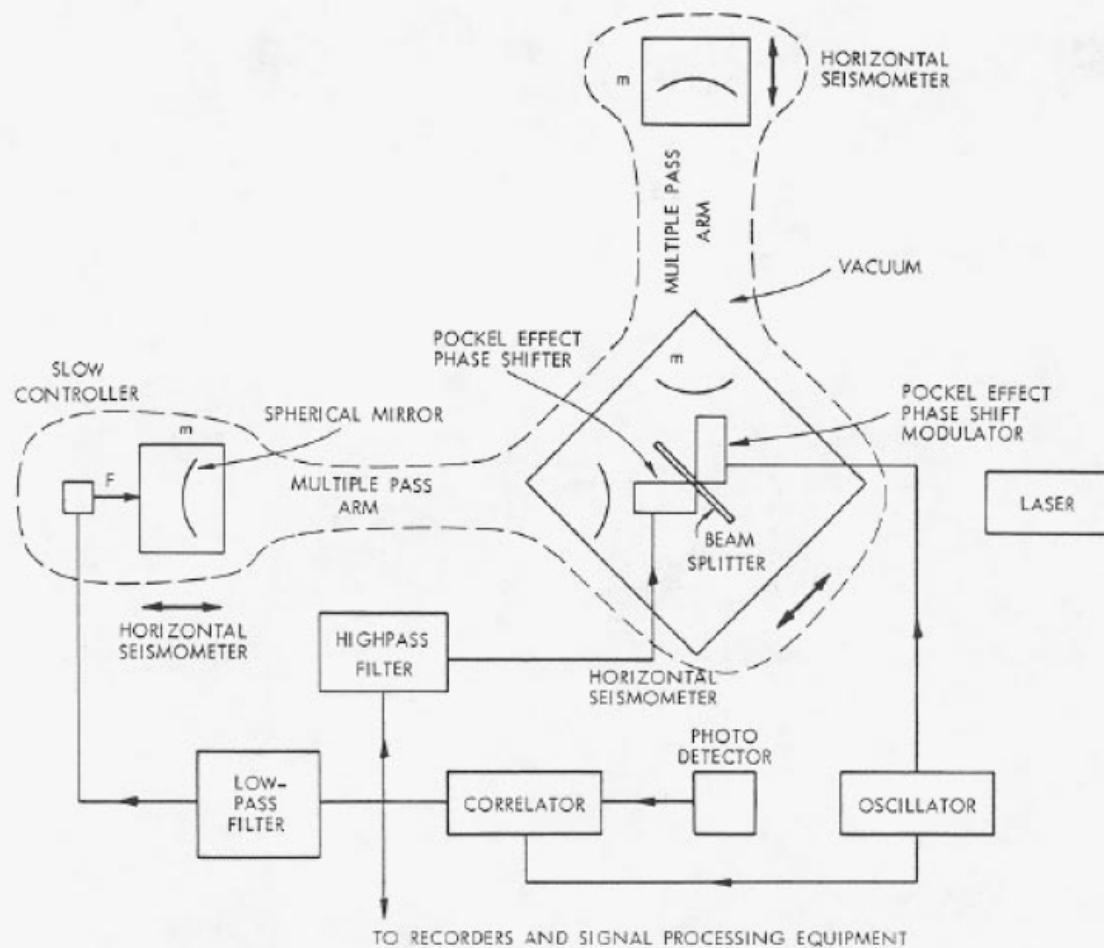 m
HORIZONTAL
SEISMOMETER
MULTIPLE PASS
ARM
VACUUM
POCKEL EFFECT
PHASE SHIFTER
m
SLOW
CONTROLLER
SPHERICAL MIRROR
POCKEL EFFECT
PHASE SHIFT
MODULATOR
m
F
MULTIPLE PASS
ARM
LASER
BEAM
SPLITTER
HORIZONTAL
SEISMOMETER
HIGHPASS
FILTER
HORIZONTAL
SEISMOMETER
PHOTO
DETECTOR
LOW-
PASS
FILTER
CORRELATOR
OSCILLATOR
TO RECORDERS AND SIGNAL PROCESSING EQUIPMENT